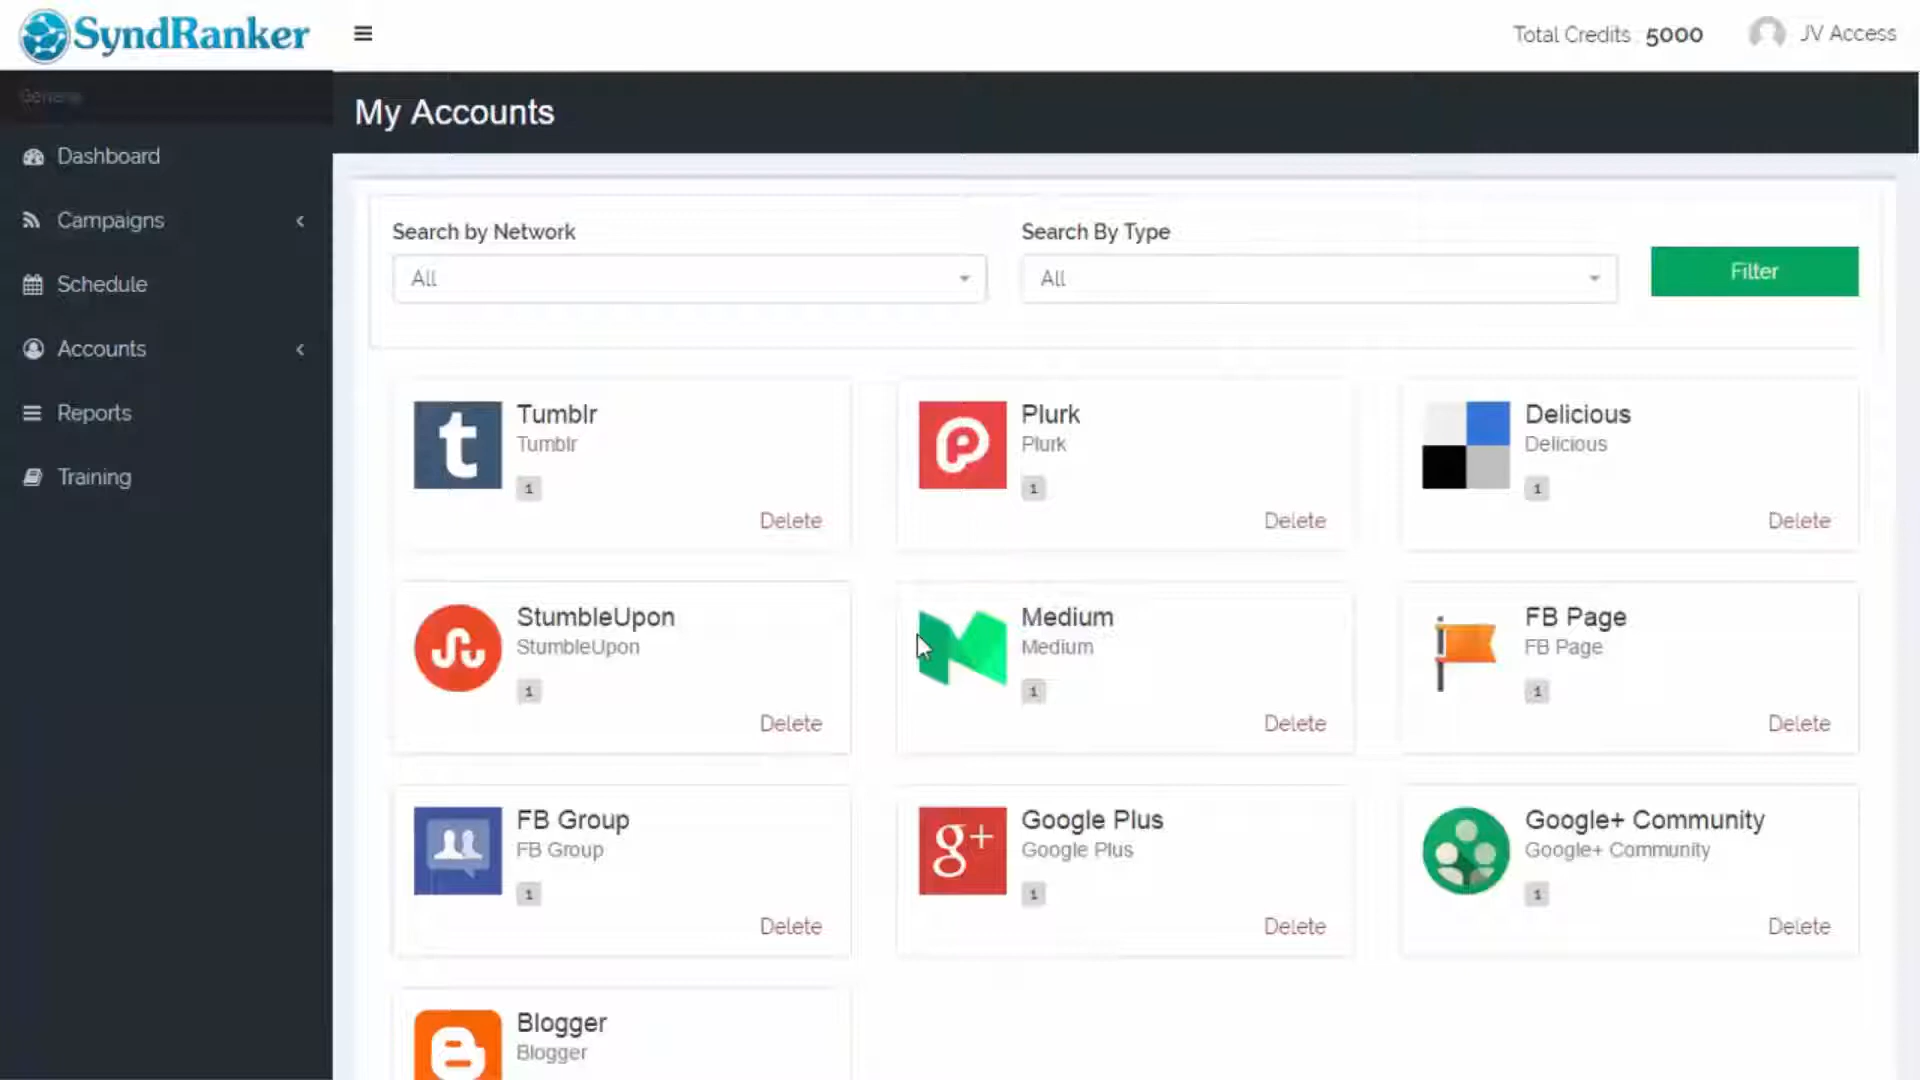 SyndRanker
Total Credits 5000
JV Access
General
My Accounts
Dashboard
Campaigns
Schedule
Accounts
Reports
Training
Search by Network
Search By Type
All
All
Filter
Tumblr
Tumblr
1
Delete
Plurk
Plurk
1
Delete
Delicious
Delicious
1
Delete
StumbleUpon
StumbleUpon
1
Delete
Medium
Medium
1
Delete
FB Page
FB Page
1
Delete
FB Group
FB Group
1
Delete
Google Plus
Google Plus
1
Delete
Google+ Community
Google+ Community
1
Delete
Blogger
Blogger